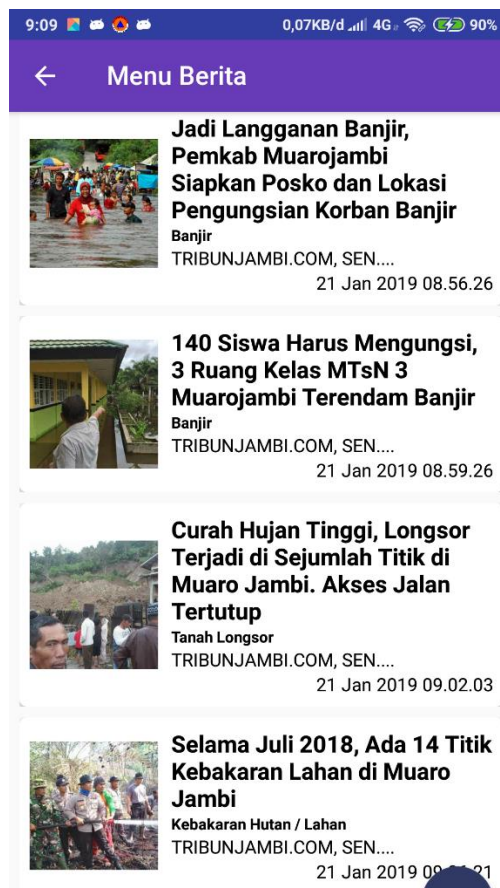 9:09 0,07KB/d 4G 90%
Menu Berita
Jadi Langganan Banjir,
Pemkab Muarojambi
Siapkan Posko dan Lokasi
Pengungsian Korban Banjir
Banjir
TRIBUNJAMBI.COM, SEN....
21 Jan 2019 08.56.26
140 Siswa Harus Mengungsi,
3 Ruang Kelas MTsN 3
Muarojambi Terendam Banjir
Banjir
TRIBUNJAMBI.COM, SEN....
21 Jan 2019 08.59.26
Curah Hujan Tinggi, Longsor
Terjadi di Sejumlah Titik di
Muaro Jambi. Akses Jalan
Tertutup
Tanah Longsor
TRIBUNJAMBI.COM, SEN....
21 Jan 2019 09.02.03
Selama Juli 2018, Ada 14 Titik
Kebakaran Lahan di Muaro
Jambi
Kebakaran Hutan / Lahan
TRIBUNJAMBI.COM, SEN....
21 Jan 2019